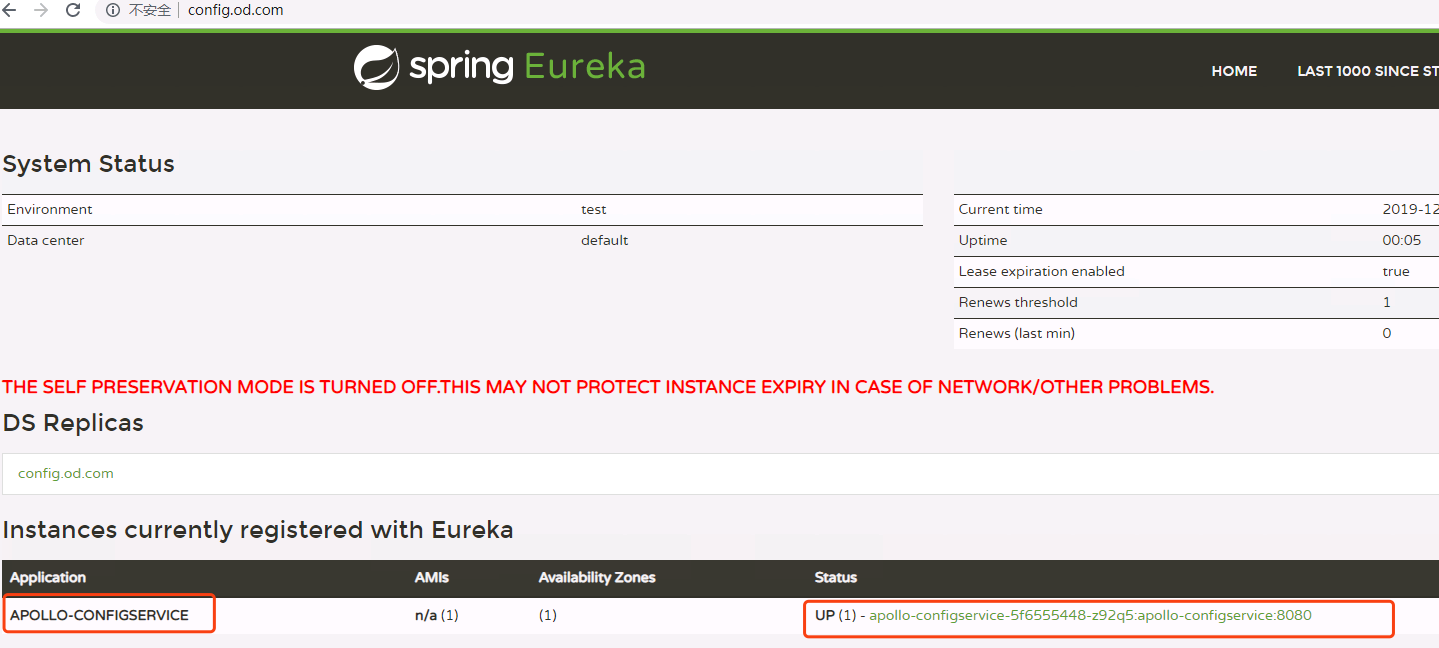 不安全 config.od.com
spring Eureka
HOME LAST 1000 SINCE ST
System Status
Environment test
Data center default
Current time 2019-12
Uptime 00:05
Lease expiration enabled true
Renews threshold 1
Renews (last min) 0
THE SELF PRESERVATION MODE IS TURNED OFF.THIS MAY NOT PROTECT INSTANCE EXPIRY IN CASE OF NETWORK/OTHER PROBLEMS.
DS Replicas
config.od.com
Instances currently registered with Eureka
Application AMIs Availability Zones Status
APOLLO-CONFIGSERVICE n/a (1) (1) UP (1) - apollo-configservice-5f6555448-z92q5:apollo-configservice:8080